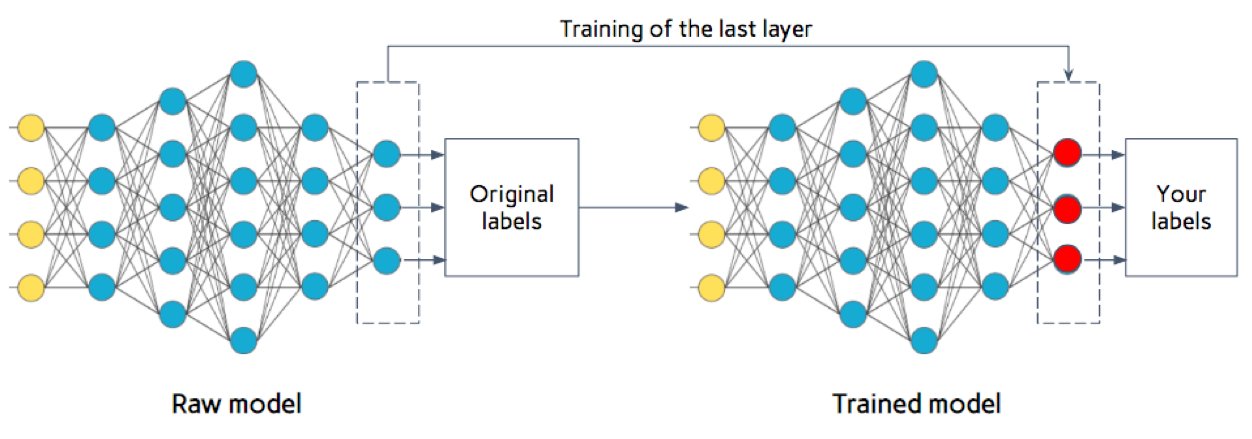 Training of the last layer
Original
labels
Your
labels
Raw model
Trained model